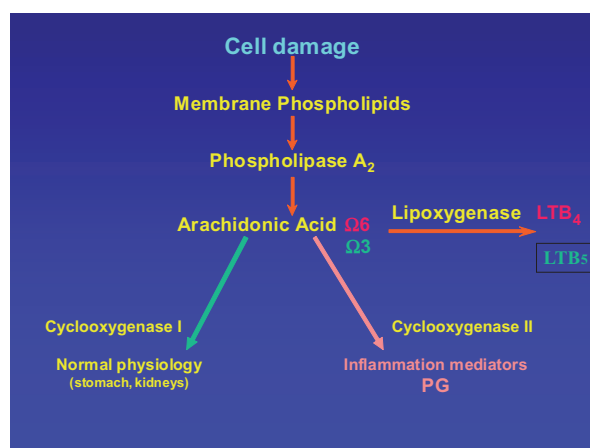 Cell damage
Membrane Phospholipids
Phospholipase A₂
Arachidonic Acid Ω6
Ω3
Lipoxygenase LTB₄
LTB₅
Cyclooxygenase I
Cyclooxygenase II
Normal physiology
(stomach, kidneys)
Inflammation mediators
PG